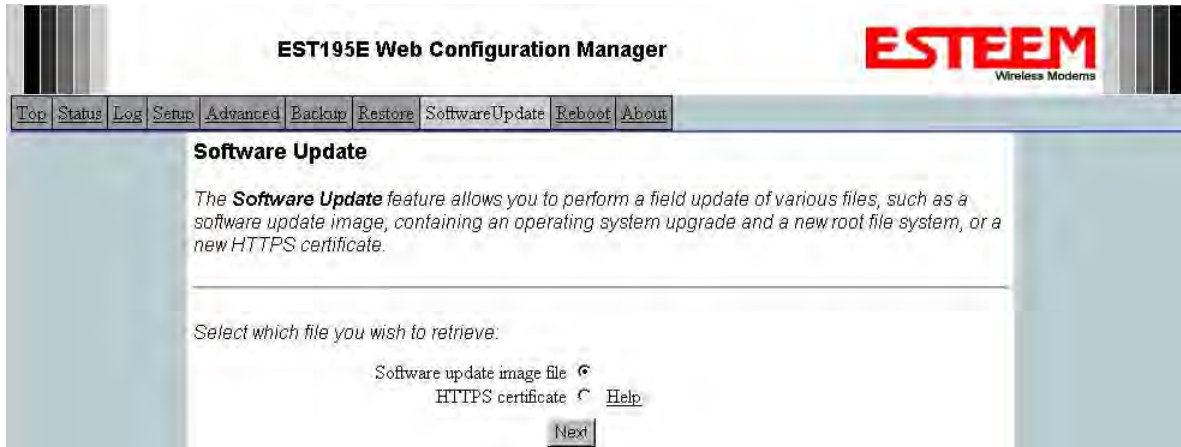 EST195E Web Configuration Manager
ESTEEM
Wireless Modems
Top Status Log Setup Advanced Backup Restore SoftwareUpdate Reboot About
Software Update
The Software Update feature allows you to perform a field update of various files, such as a
software update image, containing an operating system upgrade and a new root file system, or a
new HTTPS certificate.
Select which file you wish to retrieve:
Software update image file
HTTPS certificate Help
Next